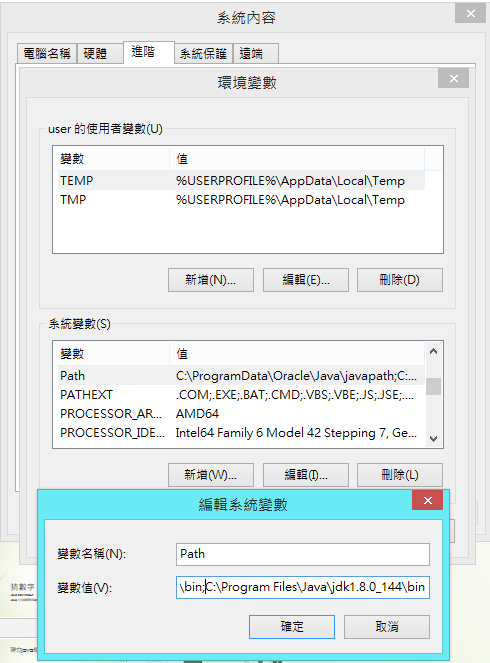 系統內容
電腦名稱 硬體 進階 系統保護 遠端
環境變數
user 的使用者變數(U)
變數 值
TEMP %USERPROFILE%\AppData\Local\Temp
TMP %USERPROFILE%\AppData\Local\Temp
新增(N)... 編輯(E)... 刪除(D)
系統變數(S)
變數 值
Path C:\ProgramData\Oracle\Java\javapath;C:...
PATHEXT .COM;.EXE;.BAT;.CMD;.VBS;.VBE;.JS;.JSE;....
PROCESSOR_AR... AMD64
PROCESSOR_IDE... Intel64 Family 6 Model 42 Stepping 7, Ge...
新增(W)... 編輯(I)... 刪除(L)
編輯系統變數
變數名稱(N): Path
變數值(V): \bin;C:\Program Files\Java\jdk1.8.0_144\bin
確定 取消
猜數字